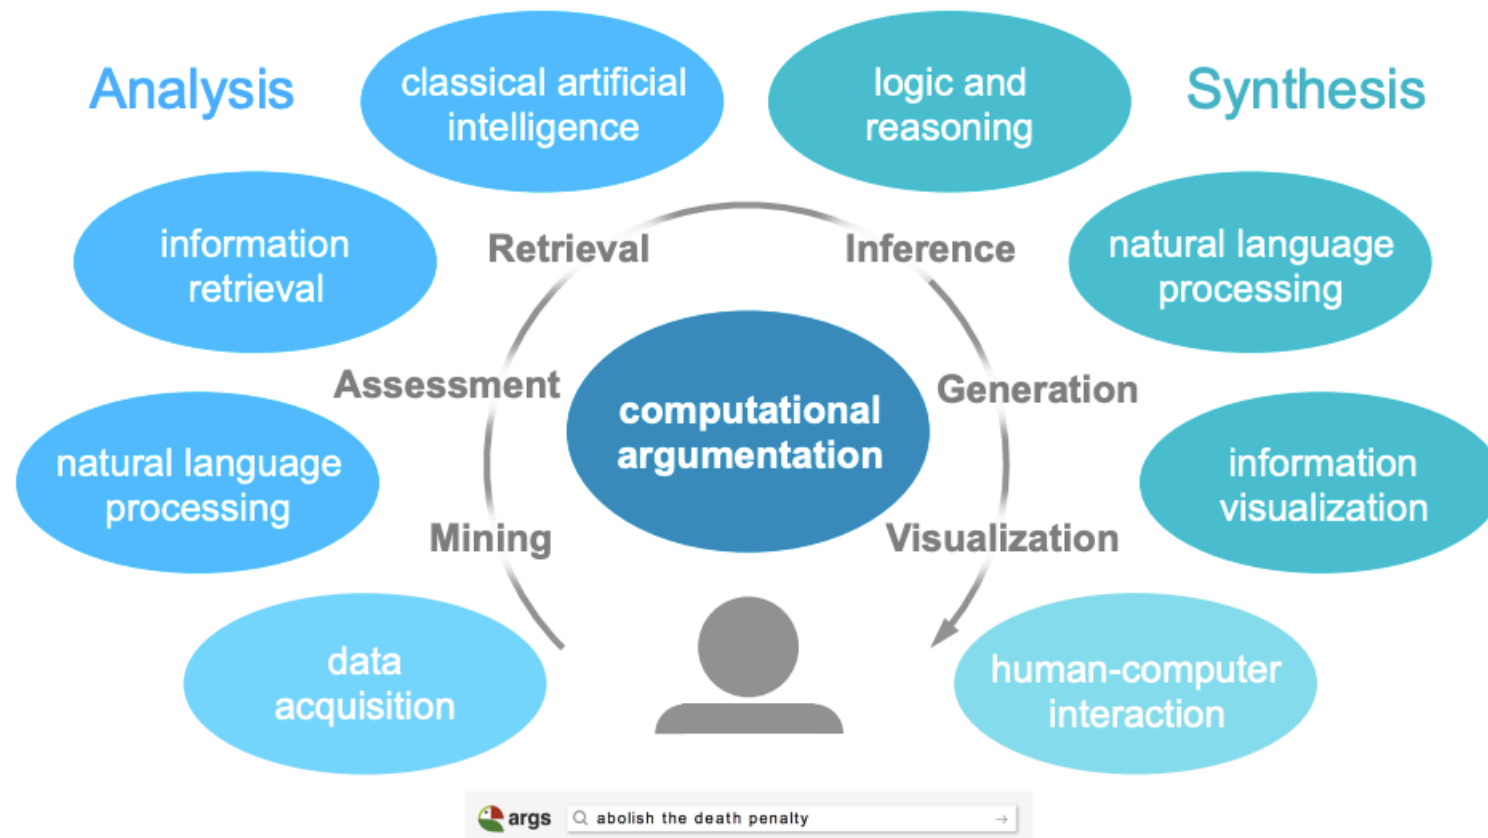 Analysis
classical artificial
intelligence
logic and
reasoning
Synthesis
information
retrieval
Retrieval
Inference
natural language
processing
Assessment
computational
argumentation
Generation
natural language
processing
information
visualization
Mining
Visualization
data
acquisition
human-computer
interaction
args
abolish the death penalty